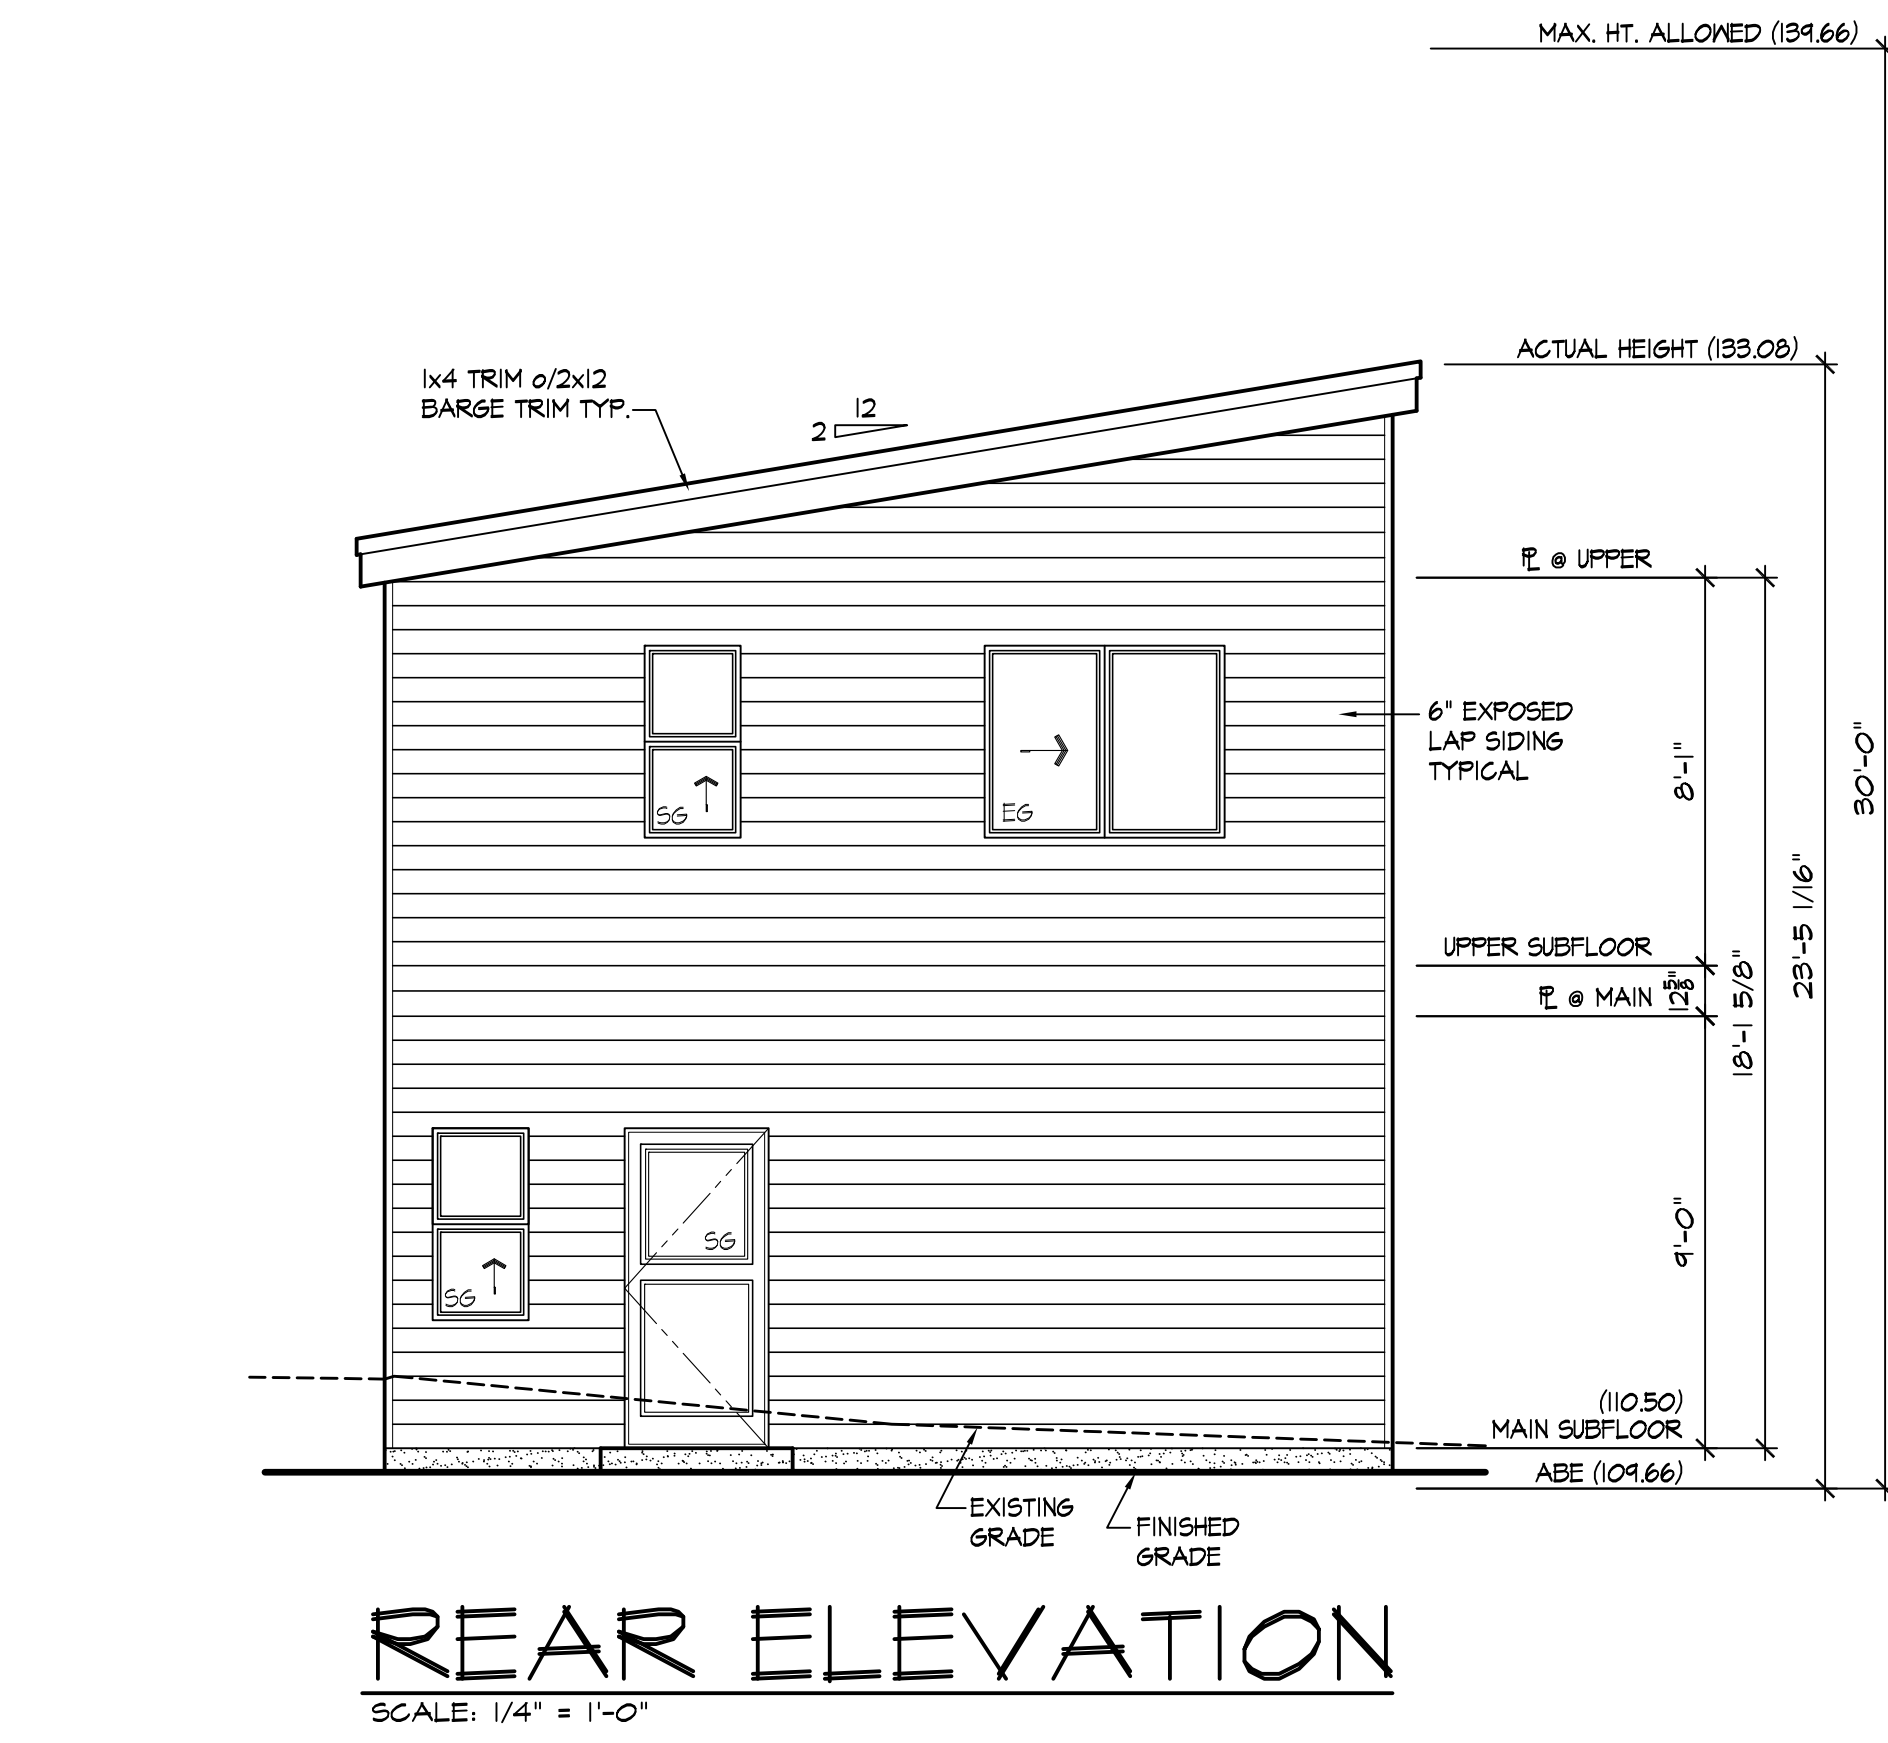 MAX. HT. ALLOWED (139.66)
ACTUAL HEIGHT (133.08)
1x4 TRIM o/2x12
BARGE TRIM TYP.
12
2
PL @ UPPER
6" EXPOSED
LAP SIDING
TYPICAL
8'-1"
30'-0"
SG
EG
23'-5 1/16"
UPPER SUBFLOOR
PL @ MAIN
12 5/8"
18'-1 5/8"
9'-0"
SG
SG
(110.50)
MAIN SUBFLOOR
ABE (109.66)
EXISTING
GRADE
FINISHED
GRADE
REAR ELEVATION
SCALE: 1/4" = 1'-0"